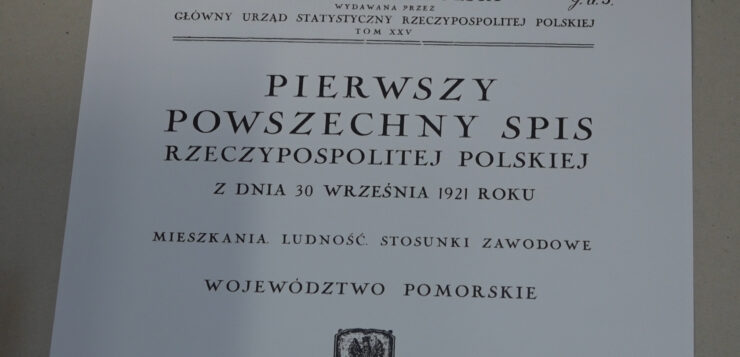 WYDAWANA PRZEZ
GŁÓWNY URZĄD STATYSTYCZNY RZECZYPOSPOLITEJ POLSKIEJ
TOM XXV
PIERWSZY
POWSZECHNY SPIS
RZECZYPOSPOLITEJ POLSKIEJ
Z DNIA 30 WRZEŚNIA 1921 ROKU
MIESZKANIA. LUDNOŚĆ. STOSUNKI ZAWODOWE
WOJEWÓDZTWO POMORSKIE